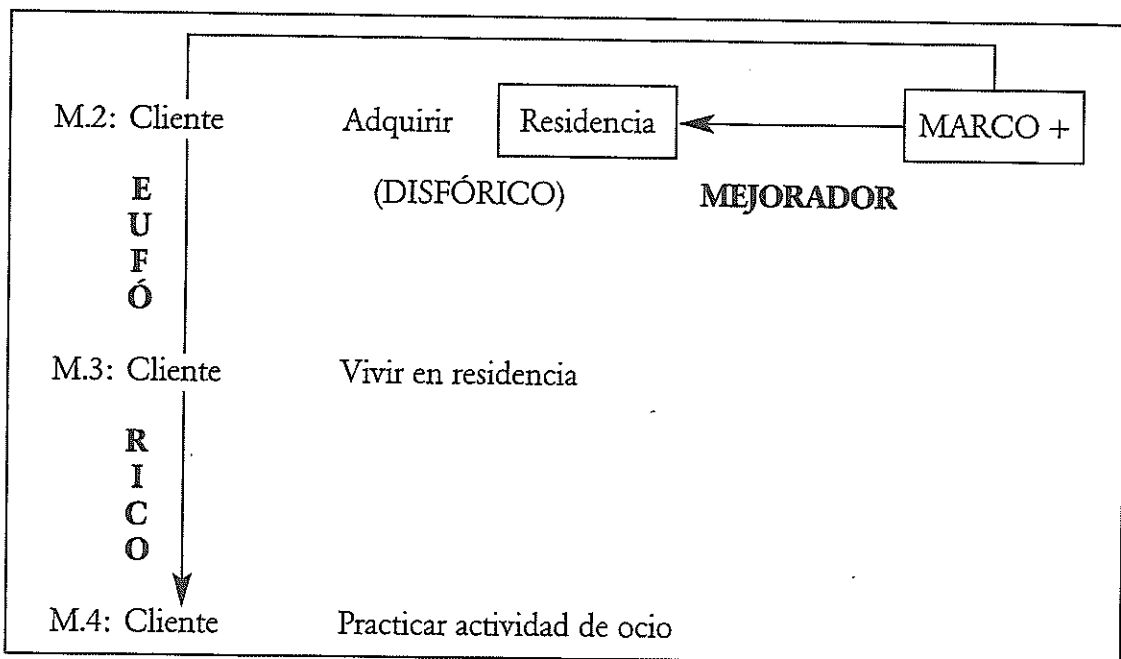 M.2: Cliente Adquirir Residencia MARCO +
(DISFÓRICO) MEJORADOR
E
U
F
Ó
M.3: Cliente Vivir en residencia
R
I
C
O
M.4: Cliente Practicar actividad de ocio